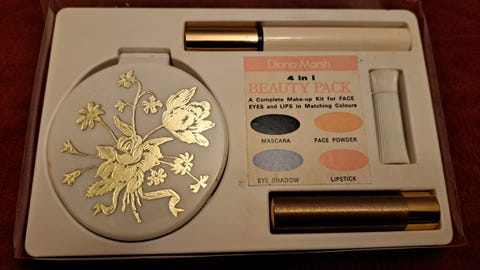 Diane Marsh
4 in 1
BEAUTY PACK
A Complete Make-up Kit for FACE
EYES and LIPS in Matching Colours
MASCARA FACE POWDER
EYE SHADOW LIPSTICK